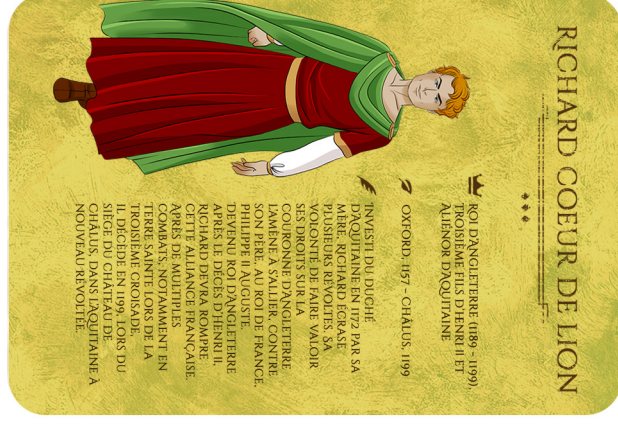 RICHARD COEUR DE LION
ROI D'ANGLETERRE (1189 - 1199),
TROISIÈME FILS D'HENRI II ET
ALIÉNOR D'AQUITAINE
OXFORD, 1157 - CHÂLUS, 1199
INVESTI DU DUCHÉ
D'AQUITAINE EN 1172 PAR SA
MÈRE, RICHARD ÉCRASE
PLUSIEURS RÉVOLTES. SA
VOLONTÉ DE FAIRE VALOIR
SES DROITS SUR LA
COURONNE D'ANGLETERRE
L'AMÈNE À S'ALLIER, CONTRE
SON PÈRE, AU ROI DE FRANCE,
PHILIPPE II AUGUSTE.
DEVENU ROI D'ANGLETERRE
APRÈS LE DÉCÈS D'HENRI II,
RICHARD DEVRA ROMPRE
CETTE ALLIANCE FRANÇAISE.
APRÈS DE MULTIPLES
COMBATS, NOTAMMENT EN
TERRE SAINTE LORS DE LA
TROISIÈME CROISADE,
IL DÉCÈDE EN 1199, LORS DU
SIÈGE DU CHÂTEAU DE
CHÂLUS, DANS L'AQUITAINE À
NOUVEAU RÉVOLTÉE.